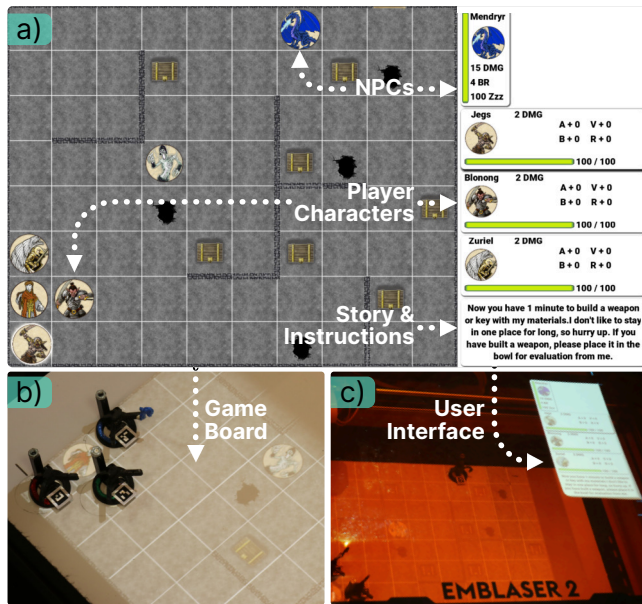 a)
NPCs
Player
Characters
Story &
Instructions
Mendryr
15 DMG
4 BR
100 Zzz
Jegs 2 DMG
A + 0 V + 0
B + 0 R + 0
100 / 100
Blonong 2 DMG
A + 0 V + 0
B + 0 R + 0
100 / 100
Zuriel 2 DMG
A + 0 V + 0
B + 0 R + 0
100 / 100
Now you have 1 minute to build a weapon
or key with my materials.I don't like to stay
in one place for long, so hurry up. If you
have built a weapon, please place it in the
bowl for evaluation from me.
b)
Game
Board
c)
User
Interface
EMBLASER 2